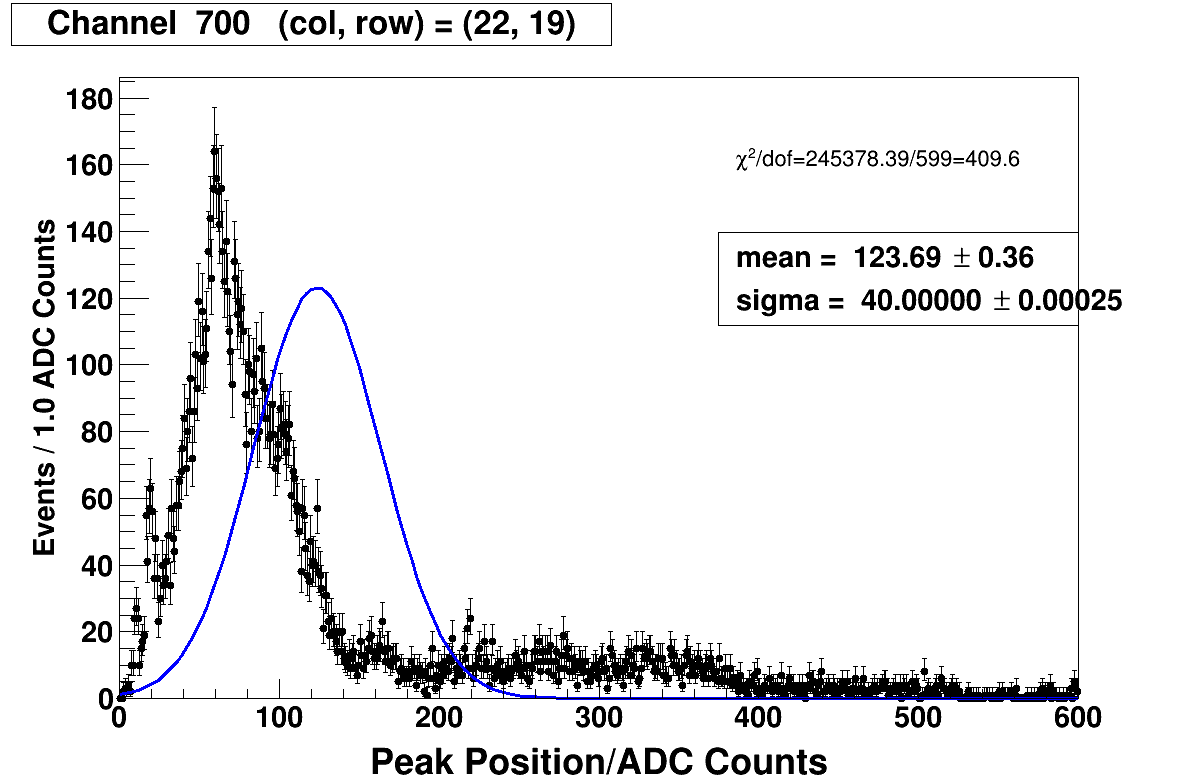 Channel 700 (col, row) = (22, 19)
χ²/dof=245378.39/599=409.6
mean = 123.69 ± 0.36
sigma = 40.00000 ± 0.00025
Events / 1.0 ADC Counts
180
160
140
120
100
80
60
40
20
0
0 100 200 300 400 500 600
Peak Position/ADC Counts